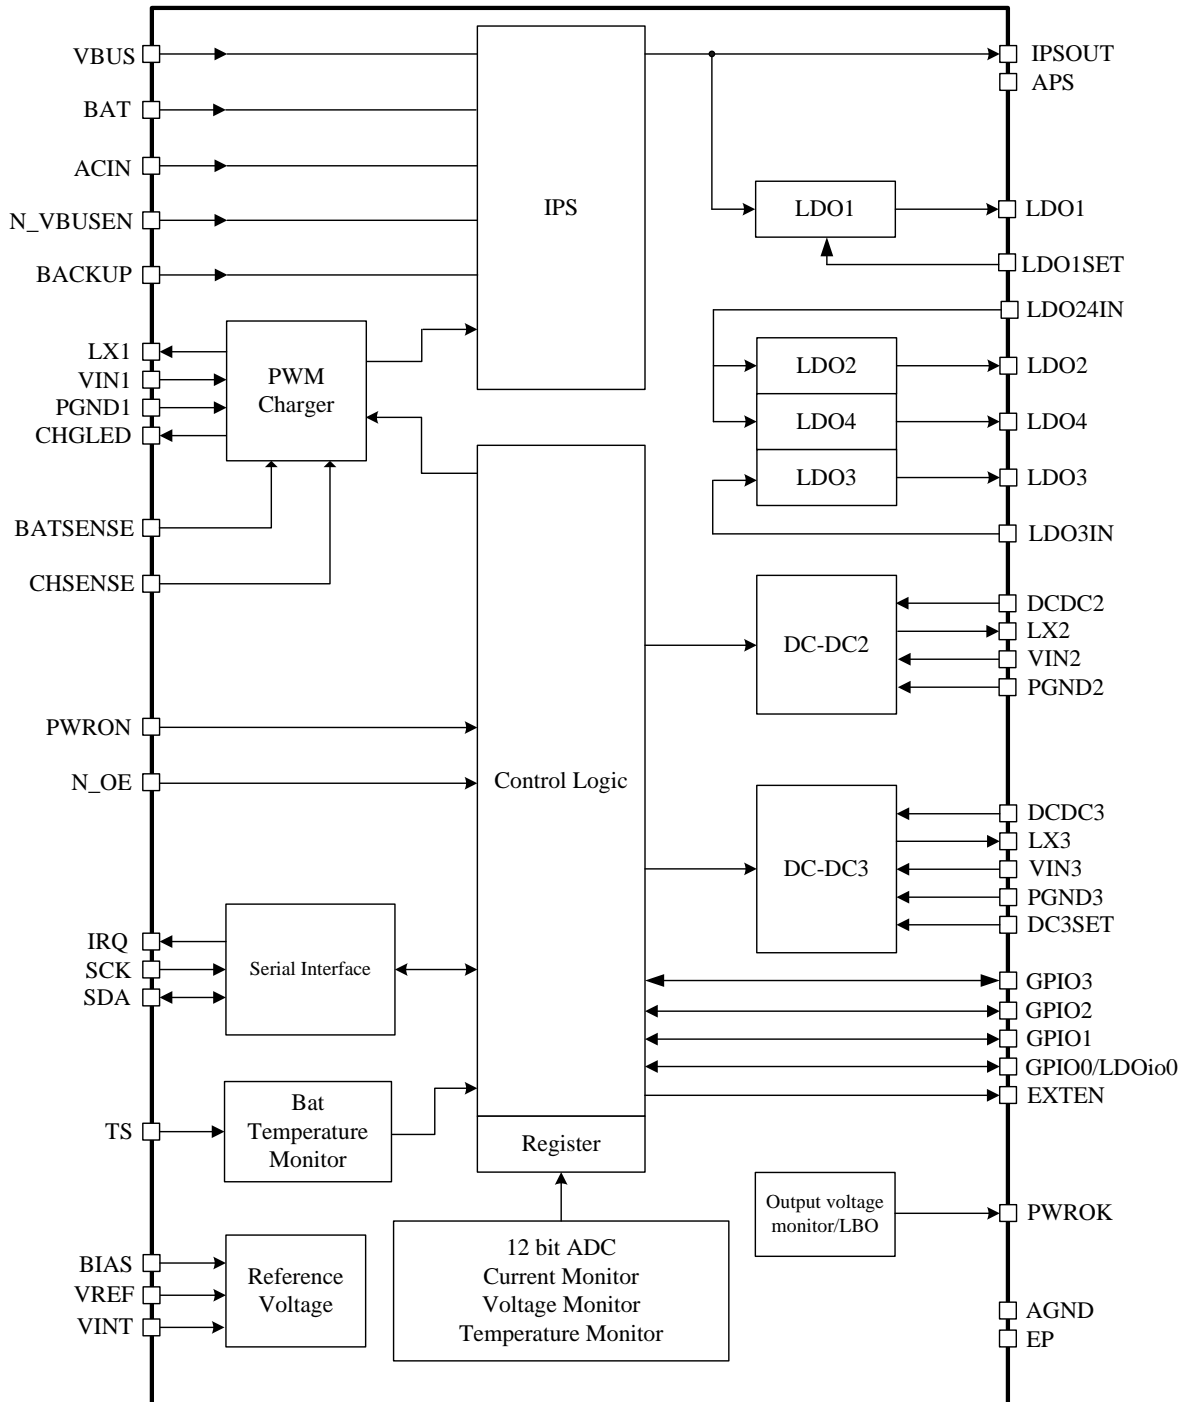 VBUS
BAT
ACIN
N_VBUSEN
BACKUP
LX1
VIN1
PGND1
CHGLED
BATSENSE
CHSENSE
PWRON
N_OE
IRQ
SCK
SDA
TS
BIAS
VREF
VINT
IPS
PWM
Charger
Control Logic
Serial Interface
Bat
Temperature
Monitor
Register
Reference
Voltage
12 bit ADC
Current Monitor
Voltage Monitor
Temperature Monitor
LDO1
LDO2
LDO4
LDO3
DC-DC2
DC-DC3
Output voltage
monitor/LBO
IPSOUT
APS
LDO1
LDO1SET
LDO24IN
LDO2
LDO4
LDO3
LDO3IN
DCDC2
LX2
VIN2
PGND2
DCDC3
LX3
VIN3
PGND3
DC3SET
GPIO3
GPIO2
GPIO1
GPIO0/LDOio0
EXTEN
PWROK
AGND
EP